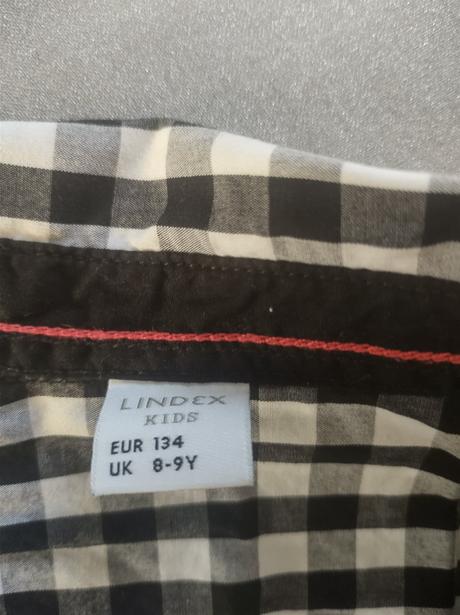 LINDEX
KIDS
EUR 134
UK 8-9Y